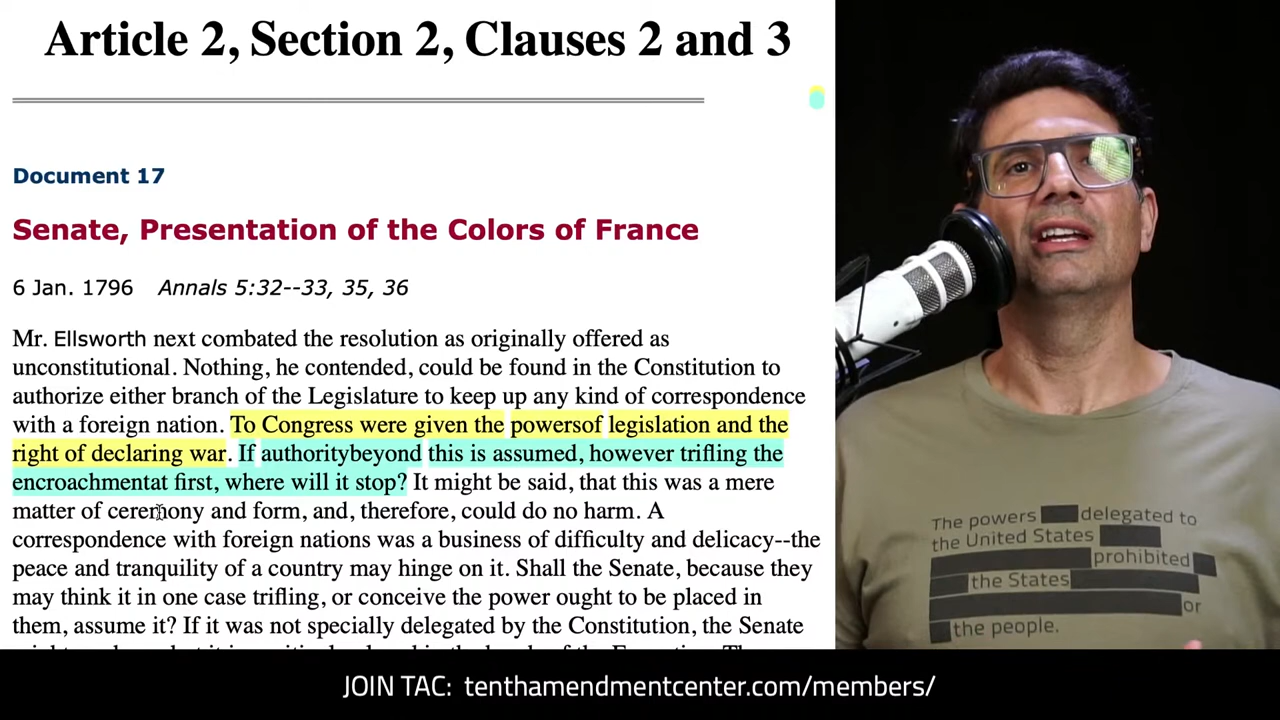 Article 2, Section 2, Clauses 2 and 3
Document 17
Senate, Presentation of the Colors of France
6 Jan. 1796 Annals 5:32--33, 35, 36
Mr. Ellsworth next combated the resolution as originally offered as
unconstitutional. Nothing, he contended, could be found in the Constitution to
authorize either branch of the Legislature to keep up any kind of correspondence
with a foreign nation. To Congress were given the powersof legislation and the
right of declaring war. If authoritybeyond this is assumed, however trifling the
encroachmentat first, where will it stop? It might be said, that this was a mere
matter of ceremony and form, and, therefore, could do no harm. A
correspondence with foreign nations was a business of difficulty and delicacy--the
peace and tranquility of a country may hinge on it. Shall the Senate, because they
may think it in one case trifling, or conceive the power ought to be placed in
them, assume it? If it was not specially delegated by the Constitution, the Senate
The powers delegated to
the United States
prohibited
the States
or
the people.
JOIN TAC: tenthamendmentcenter.com/members/